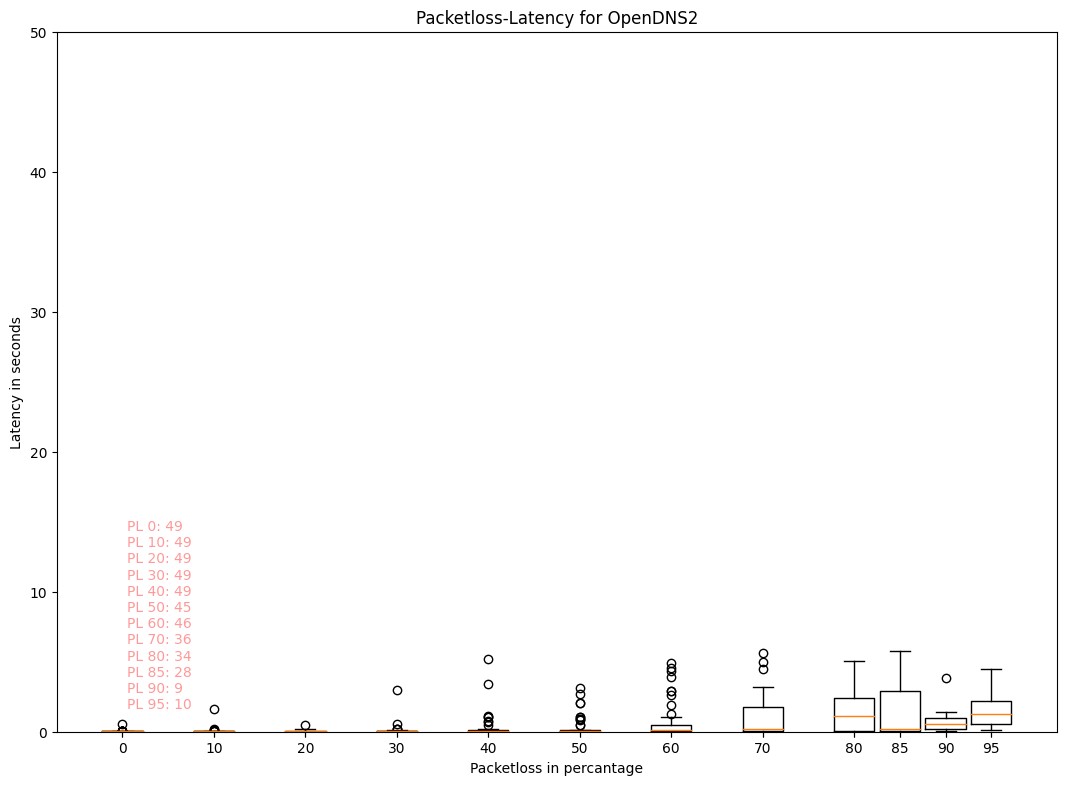 Packetloss-Latency for OpenDNS2
50
40
30
20
10
0
Latency in seconds
PL 0: 49
PL 10: 49
PL 20: 49
PL 30: 49
PL 40: 49
PL 50: 45
PL 60: 46
PL 70: 36
PL 80: 34
PL 85: 28
PL 90: 9
PL 95: 10
0 10 20 30 40 50 60 70 80 85 90 95
Packetloss in percantage